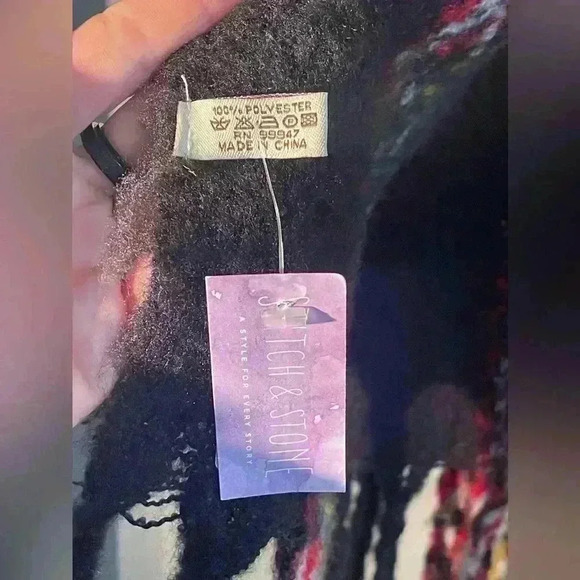 100% POLYESTER
RN 99947
MADE IN CHINA
STITCH & STONE
A STYLE FOR EVERY STORY